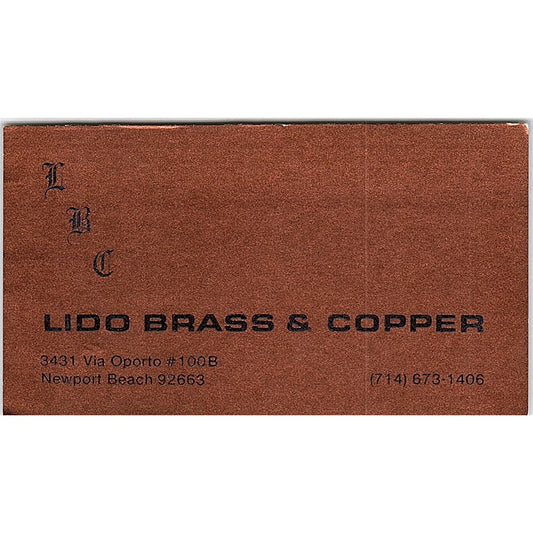 L
B
C
LIDO BRASS & COPPER
3431 Via Oporto #100B
Newport Beach 92663
(714) 673-1406